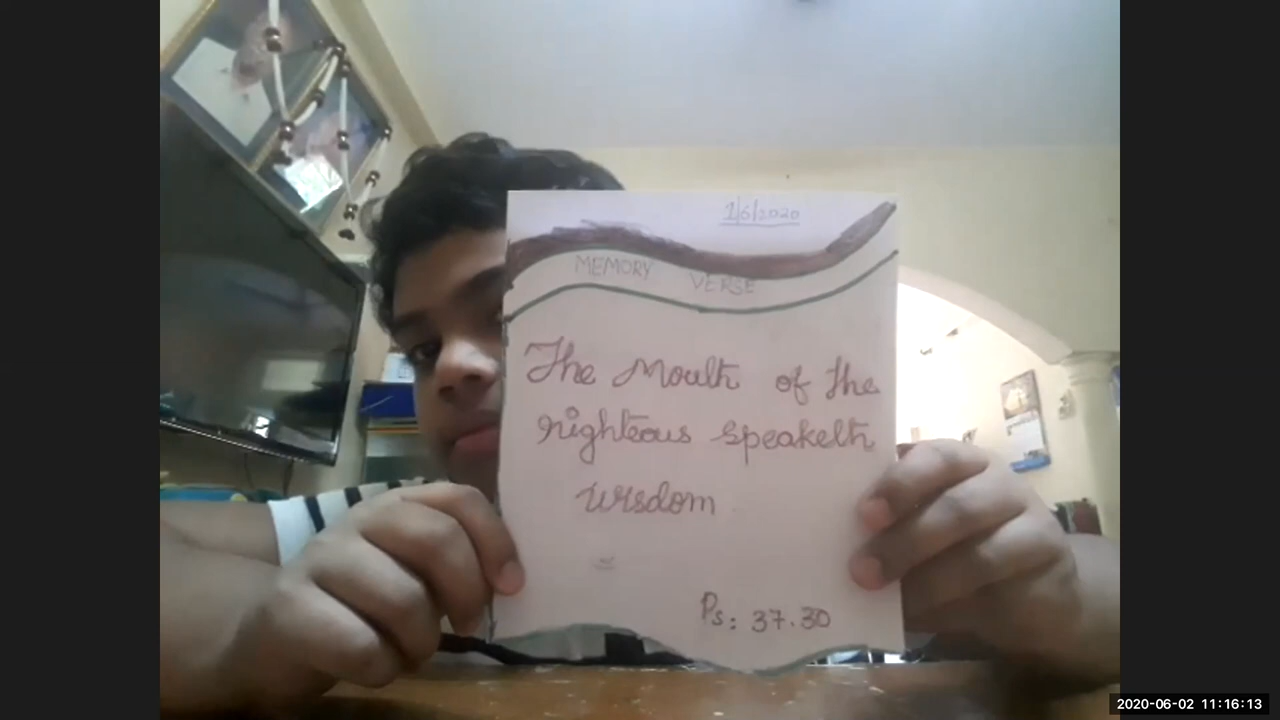 1/6/2020
MEMORY VERSE
The Mouth of the
righteous speaketh
wisdom
Ps: 37.30
2020-06-02 11:16:13